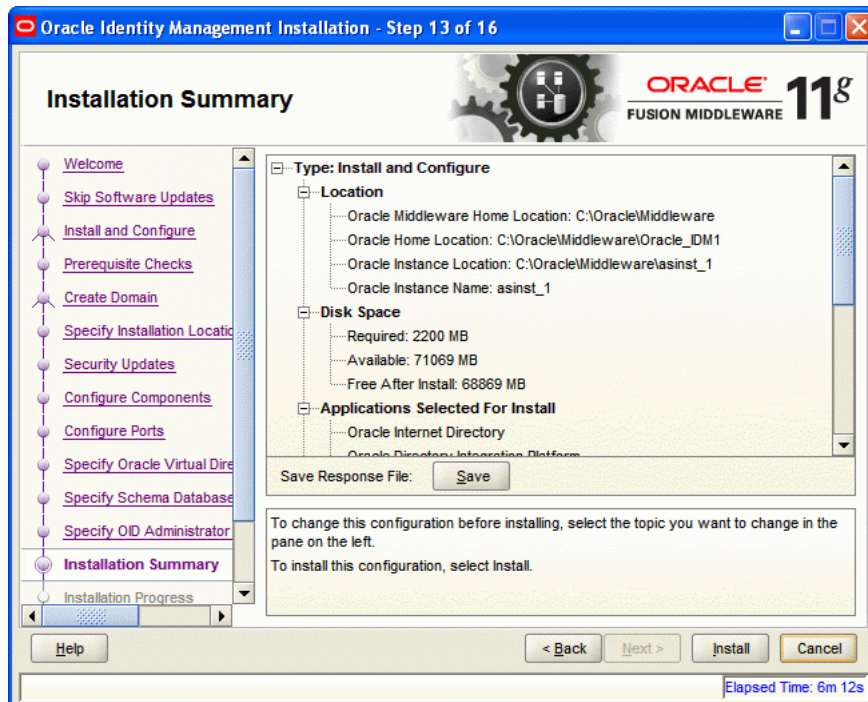 Oracle Identity Management Installation - Step 13 of 16
Installation Summary
ORACLE
FUSION MIDDLEWARE
11g
Welcome
Skip Software Updates
Install and Configure
Prerequisite Checks
Create Domain
Specify Installation Locatio
Security Updates
Configure Components
Configure Ports
Specify Oracle Virtual Dire
Specify Schema Database
Specify OID Administrator
Installation Summary
Installation Progress
Type: Install and Configure
Location
Oracle Middleware Home Location: C:\Oracle\Middleware
Oracle Home Location: C:\Oracle\Middleware\Oracle_IDM1
Oracle Instance Location: C:\Oracle\Middleware\asinst_1
Oracle Instance Name: asinst_1
Disk Space
Required: 2200 MB
Available: 71069 MB
Free After Install: 68869 MB
Applications Selected For Install
Oracle Internet Directory
Oracle Directory Integration Platform
Save Response File: Save
To change this configuration before installing, select the topic you want to change in the
pane on the left.
To install this configuration, select Install.
Help < Back Next > Install Cancel
Elapsed Time: 6m 12s